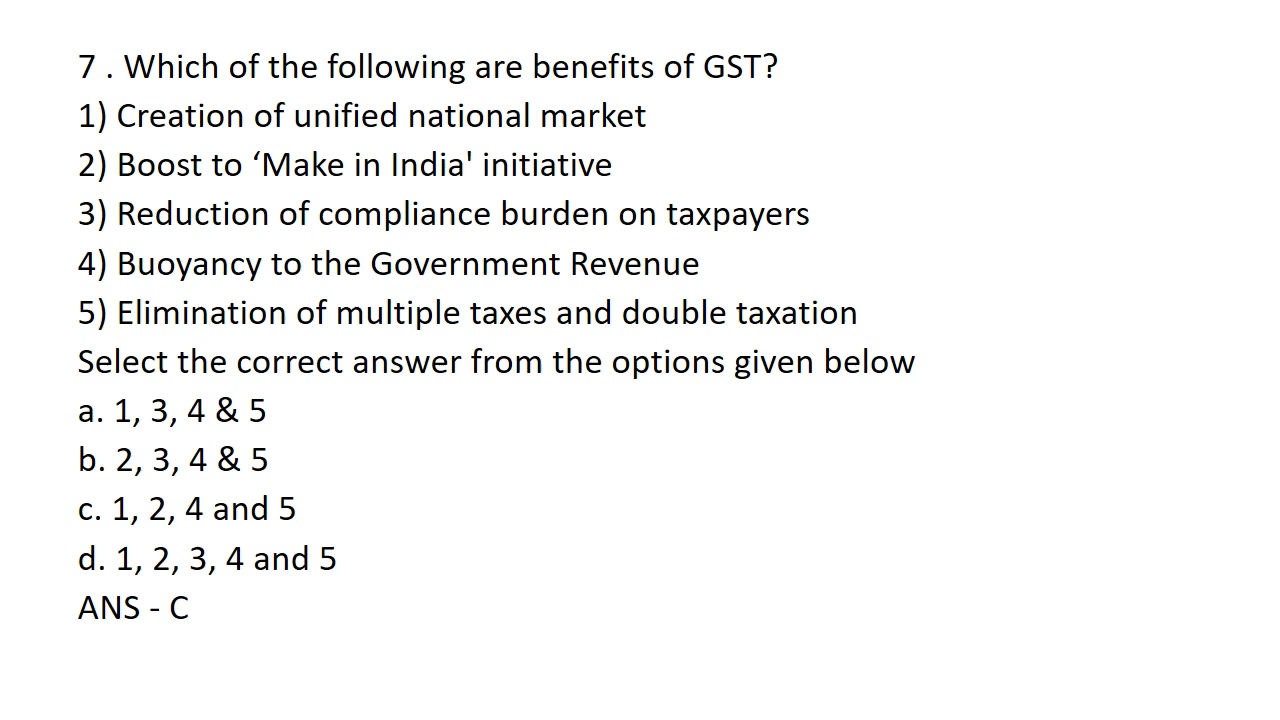 7 . Which of the following are benefits of GST?
1) Creation of unified national market
2) Boost to ‘Make in India' initiative
3) Reduction of compliance burden on taxpayers
4) Buoyancy to the Government Revenue
5) Elimination of multiple taxes and double taxation
Select the correct answer from the options given below
a. 1, 3, 4 & 5
b. 2, 3, 4 & 5
c. 1, 2, 4 and 5
d. 1, 2, 3, 4 and 5
ANS - C